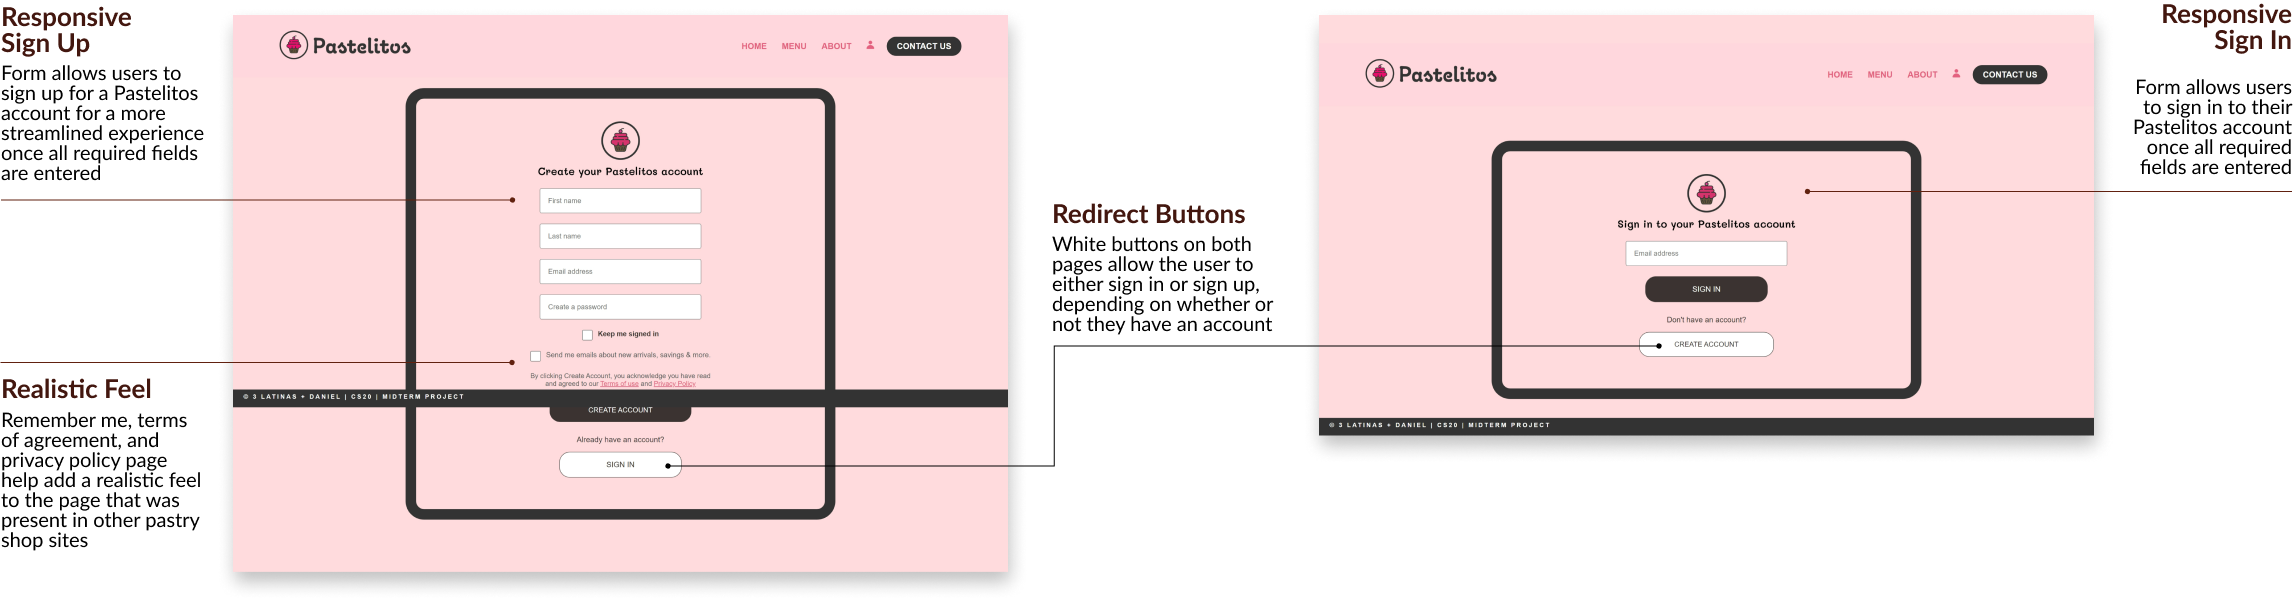 Responsive
Sign Up
Form allows users to
sign up for a Pastelitos
account for a more
streamlined experience
once all required fields
are entered
Realistic Feel
Remember me, terms
of agreement, and
privacy policy page
help add a realistic feel
to the page that was
present in other pastry
shop sites
Pastelitos
HOME MENU ABOUT CONTACT US
Create your Pastelitos account
First name
Last name
Email address
Create a password
Keep me signed in
Send me emails about new arrivals, savings & more.
By clicking Create Account, you acknowledge you have read
and agreed to our Terms of use and Privacy Policy
© 3 LATINAS + DANIEL | CS20 | MIDTERM PROJECT
CREATE ACCOUNT
Already have an account?
SIGN IN
Redirect Buttons
White buttons on both
pages allow the user to
either sign in or sign up,
depending on whether or
not they have an account
Pastelitos
HOME MENU ABOUT CONTACT US
Sign in to your Pastelitos account
Email address
SIGN IN
Don't have an account?
CREATE ACCOUNT
© 3 LATINAS + DANIEL | CS20 | MIDTERM PROJECT
Responsive
Sign In
Form allows users
to sign in to their
Pastelitos account
once all required
fields are entered